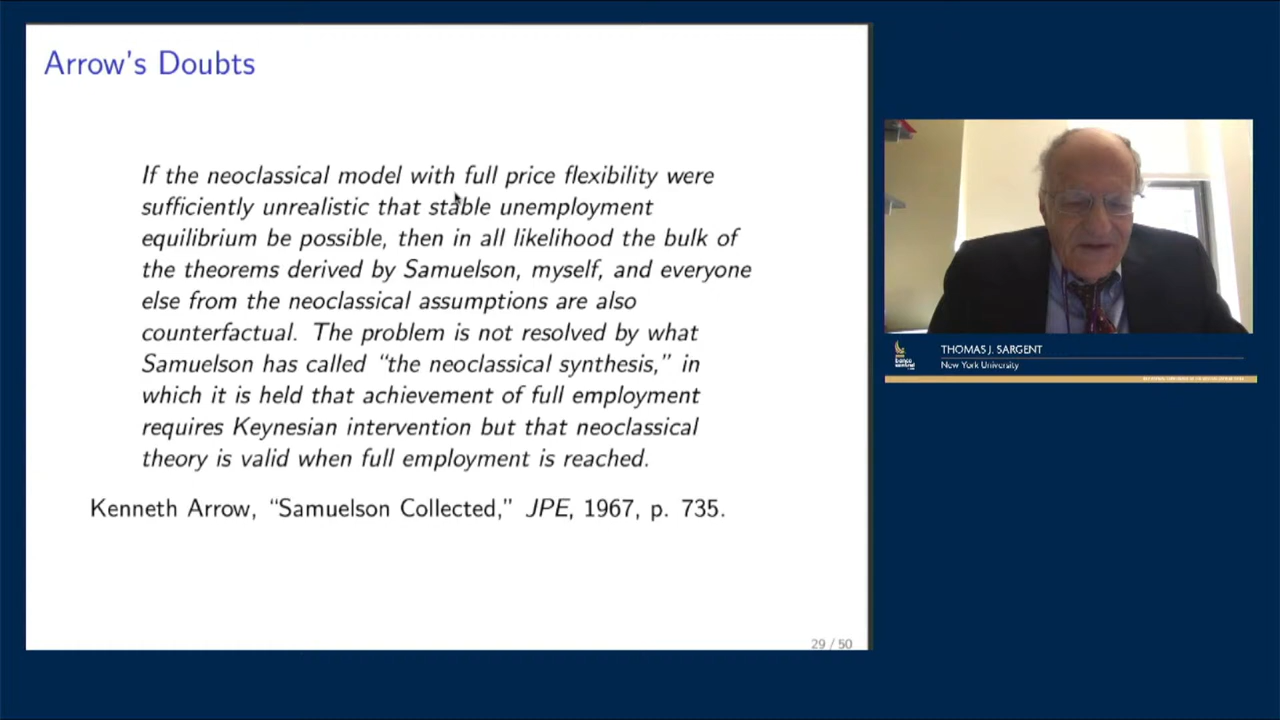 Arrow's Doubts
If the neoclassical model with full price flexibility were
sufficiently unrealistic that stable unemployment
equilibrium be possible, then in all likelihood the bulk of
the theorems derived by Samuelson, myself, and everyone
else from the neoclassical assumptions are also
counterfactual. The problem is not resolved by what
Samuelson has called “the neoclassical synthesis,” in
which it is held that achievement of full employment
requires Keynesian intervention but that neoclassical
theory is valid when full employment is reached.
Kenneth Arrow, “Samuelson Collected,” JPE, 1967, p. 735.
29 / 50
THOMAS J. SARGENT
New York University